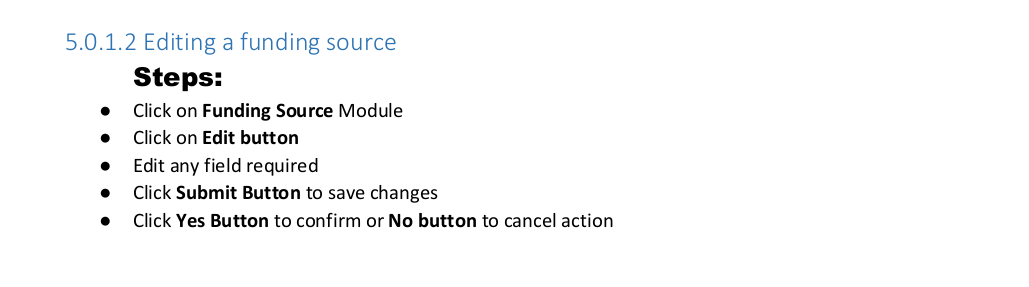 5.0.1.2 Editing a funding source
Steps:
● Click on Funding Source Module
● Click on Edit button
● Edit any field required
● Click Submit Button to save changes
● Click Yes Button to confirm or No button to cancel action